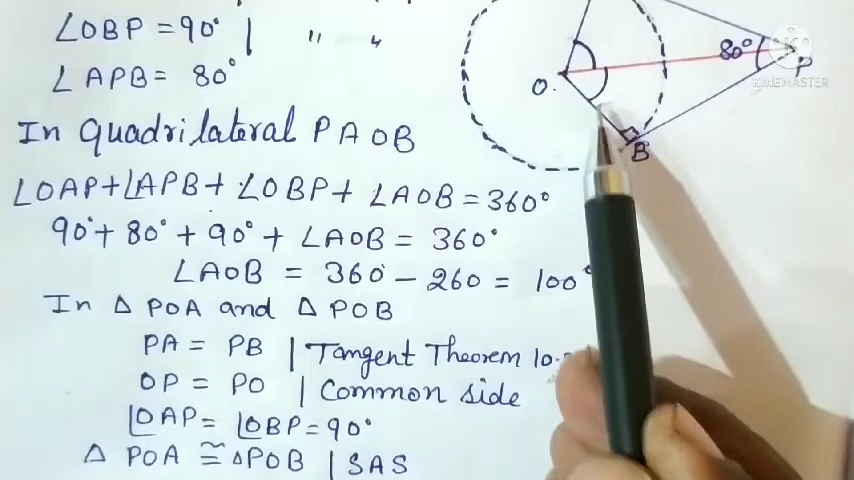 ∠OBP = 90° | " "
∠APB = 80°
80°
P
KINEMASTER
O.
B
In Quadrilateral PAOB
∠OAP+∠APB+∠OBP+∠AOB=360°
90°+80°+90°+∠AOB=360°
∠AOB = 360-260 = 100°
In △ POA and △ POB
PA = PB | Tangent Theorem 10.
OP = PO | Common side
∠OAP=∠OBP=90°
△ POA ≅ △POB | SAS